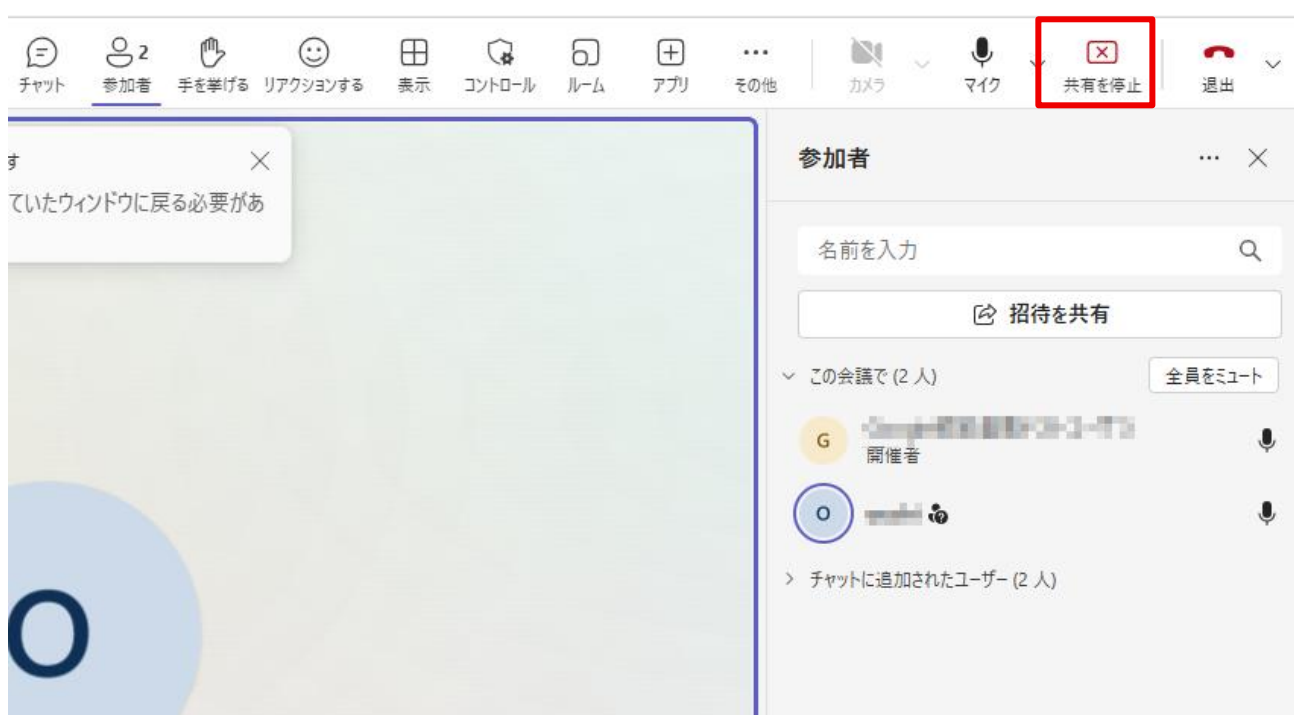 チャット
参加者 2
手を挙げる
リアクションする
表示
コントロール
ルーム
アプリ
その他
カメラ
マイク
共有を停止
退出
す
ていたウィンドウに戻る必要があ
O
参加者
名前を入力
招待を共有
この会議で (2 人)
全員をミュート
G
開催者
O
チャットに追加されたユーザー (2 人)